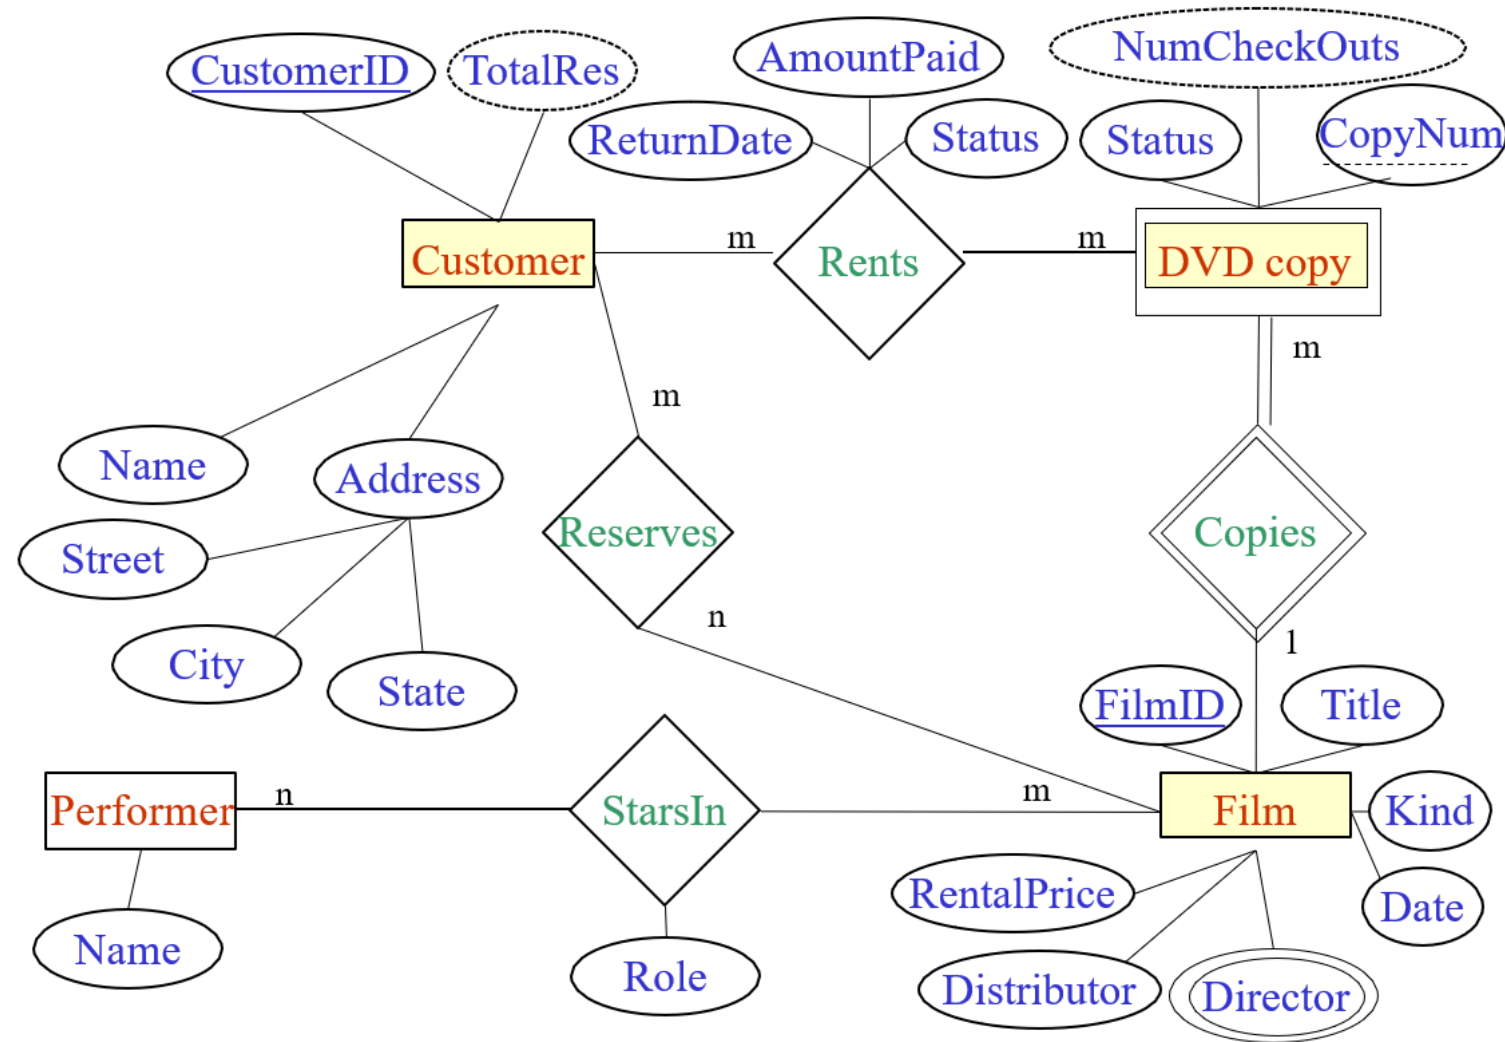 CustomerID
TotalRes
AmountPaid
NumCheckOuts
ReturnDate
Status
Status
CopyNum
Customer
m
Rents
m
DVD copy
m
m
Name
Address
Reserves
Copies
Street
n
1
City
State
FilmID
Title
Performer
n
StarsIn
m
Film
Kind
RentalPrice
Date
Name
Role
Distributor
Director